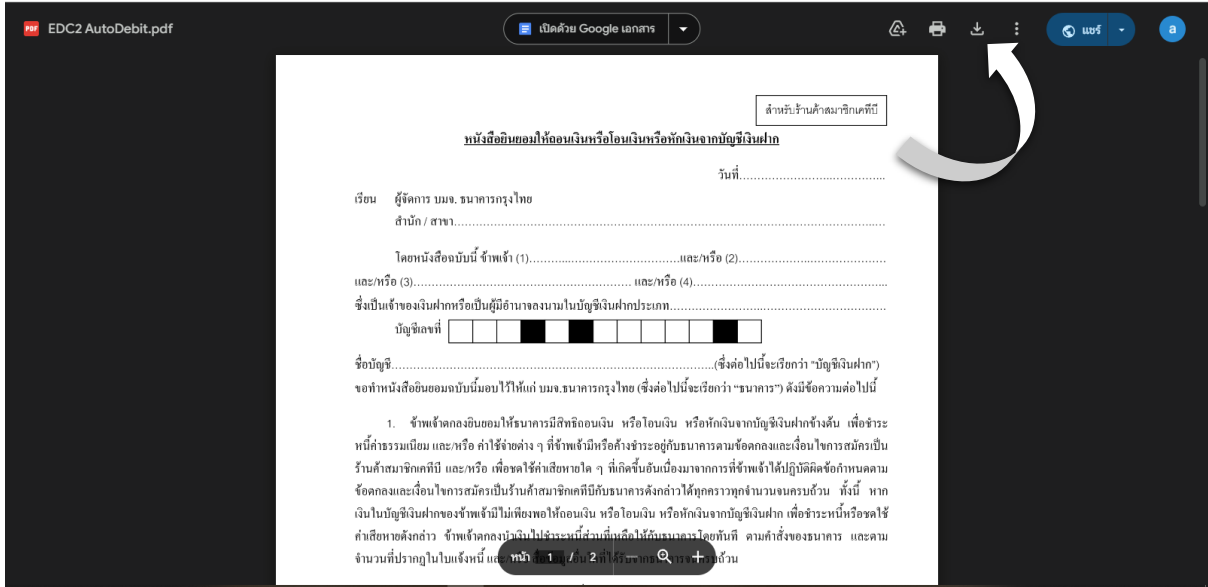 PDF EDC2 AutoDebit.pdf
เปิดด้วย Google เอกสาร
แชร์
a
สำหรับร้านค้าสมาชิกเคทีบี
หนังสือยินยอมให้ถอนเงินหรือโอนเงินหรือหักเงินจากบัญชีเงินฝาก
วันที่....................................
เรียน ผู้จัดการ บมจ. ธนาคารกรุงไทย
สำนัก / สาขา....................................
โดยหนังสือฉบับนี้ ข้าพเจ้า (1)....................................และ/หรือ (2)....................................
และ/หรือ (3).................................... และ/หรือ (4)....................................
ซึ่งเป็นเจ้าของเงินฝากหรือเป็นผู้มีอำนาจลงนามในบัญชีเงินฝากประเภท....................................
บัญชีเลขที่
ชื่อบัญชี....................................(ซึ่งต่อไปนี้จะเรียกว่า "บัญชีเงินฝาก")
ขอทำหนังสือยินยอมฉบับนี้มอบไว้ให้แก่ บมจ.ธนาคารกรุงไทย (ซึ่งต่อไปนี้จะเรียกว่า “ธนาคาร”) ดังมีข้อความต่อไปนี้
1. ข้าพเจ้าตกลงยินยอมให้ธนาคารมีสิทธิถอนเงิน หรือโอนเงิน หรือหักเงินจากบัญชีเงินฝากข้างต้น เพื่อชำระ
หนี้ค่าธรรมเนียม และ/หรือ ค่าใช้จ่ายต่าง ๆ ที่ข้าพเจ้ามีหรือค้างชำระอยู่กับธนาคารตามข้อตกลงและเงื่อนไขการสมัครเป็น
ร้านค้าสมาชิกเคทีบี และ/หรือ เพื่อชดใช้ค่าเสียหายใด ๆ ที่เกิดขึ้นอันเนื่องมาจากการที่ข้าพเจ้าได้ปฏิบัติผิดข้อกำหนดตาม
ข้อตกลงและเงื่อนไขการสมัครเป็นร้านค้าสมาชิกเคทีบีกับธนาคารดังกล่าวได้ทุกคราวทุกจำนวนจนครบถ้วน ทั้งนี้ หาก
เงินในบัญชีเงินฝากของข้าพเจ้ามีไม่เพียงพอให้ถอนเงิน หรือโอนเงิน หรือหักเงินจากบัญชีเงินฝาก เพื่อชำระหนี้หรือชดใช้
ค่าเสียหายดังกล่าว ข้าพเจ้าตกลงนำเงินไปชำระหนี้ส่วนที่เหลือให้กับธนาคารโดยทันที ตามคำสั่งของธนาคาร และตาม
จำนวนที่ปรากฏในใบแจ้งหนี้ ครบถ้วน
หน้า 1 / 2